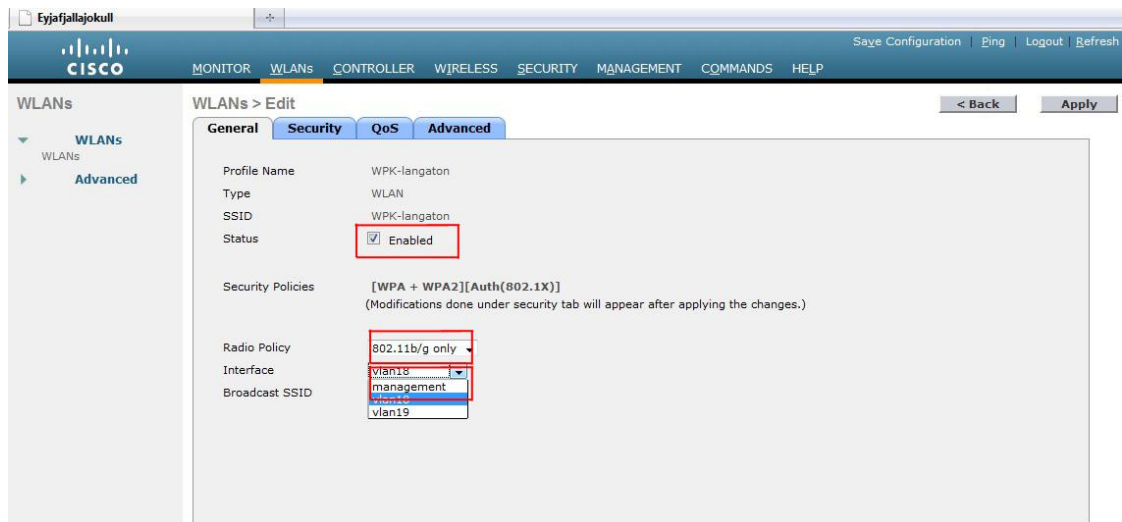 Eyjafjallajokull
Save Configuration | Ping | Logout | Refresh
CISCO
MONITOR WLANs CONTROLLER WIRELESS SECURITY MANAGEMENT COMMANDS HELP
WLANs
WLANs > Edit
< Back
Apply
General Security QoS Advanced
WLANs
WLANs
Advanced
Profile Name WPK-langaton
Type WLAN
SSID WPK-langaton
Status Enabled
Security Policies [WPA + WPA2][Auth(802.1X)]
(Modifications done under security tab will appear after applying the changes.)
Radio Policy 802.11b/g only
Interface vlan18
management
Broadcast SSID vlan18
vlan19